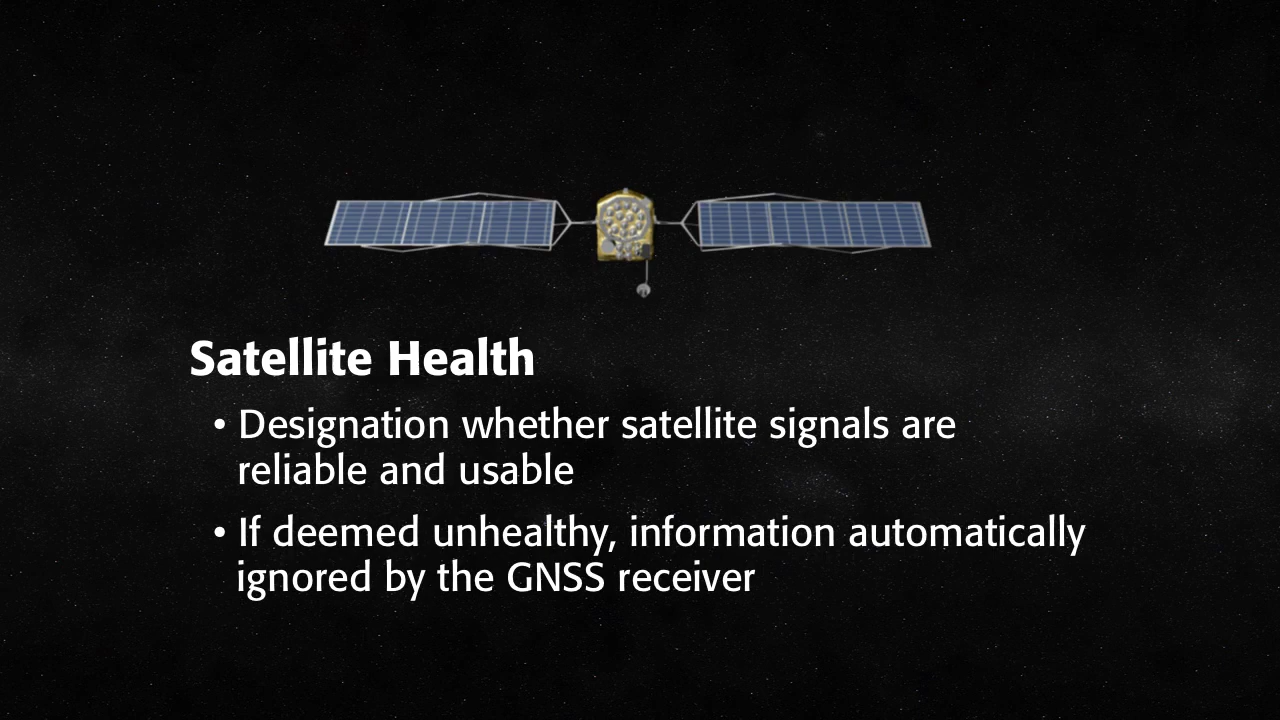 Satellite Health
• Designation whether satellite signals are
reliable and usable
• If deemed unhealthy, information automatically
ignored by the GNSS receiver